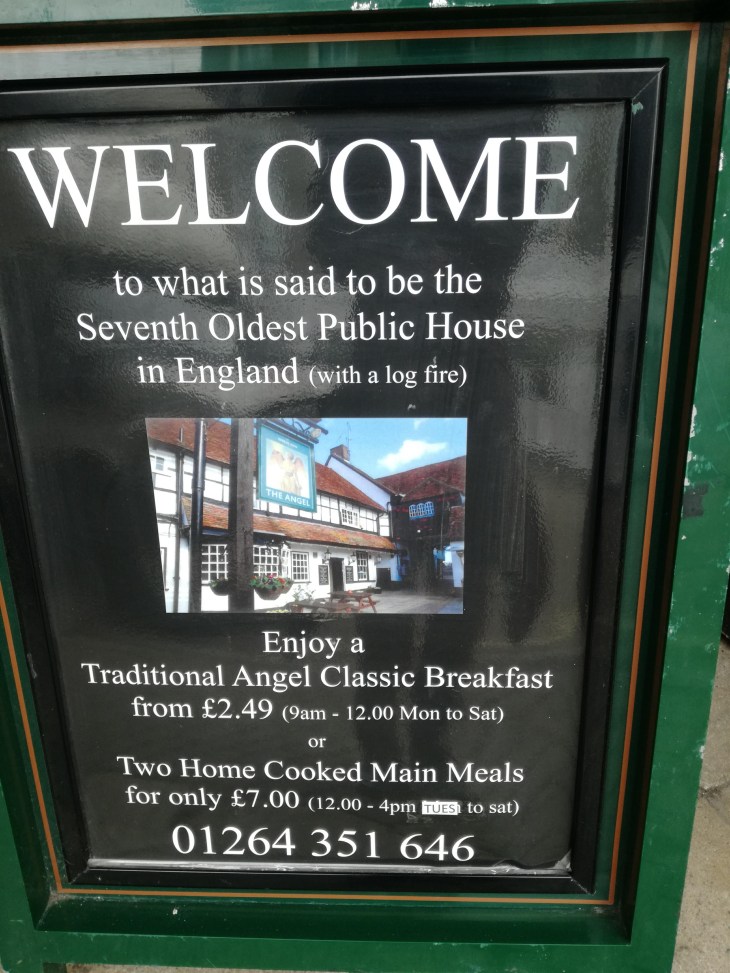 WELCOME
to what is said to be the
Seventh Oldest Public House
in England (with a log fire)
THE ANGEL
Enjoy a
Traditional Angel Classic Breakfast
from £2.49 (9am - 12.00 Mon to Sat)
or
Two Home Cooked Main Meals
for only £7.00 (12.00 - 4pm TUES to sat)
01264 351 646